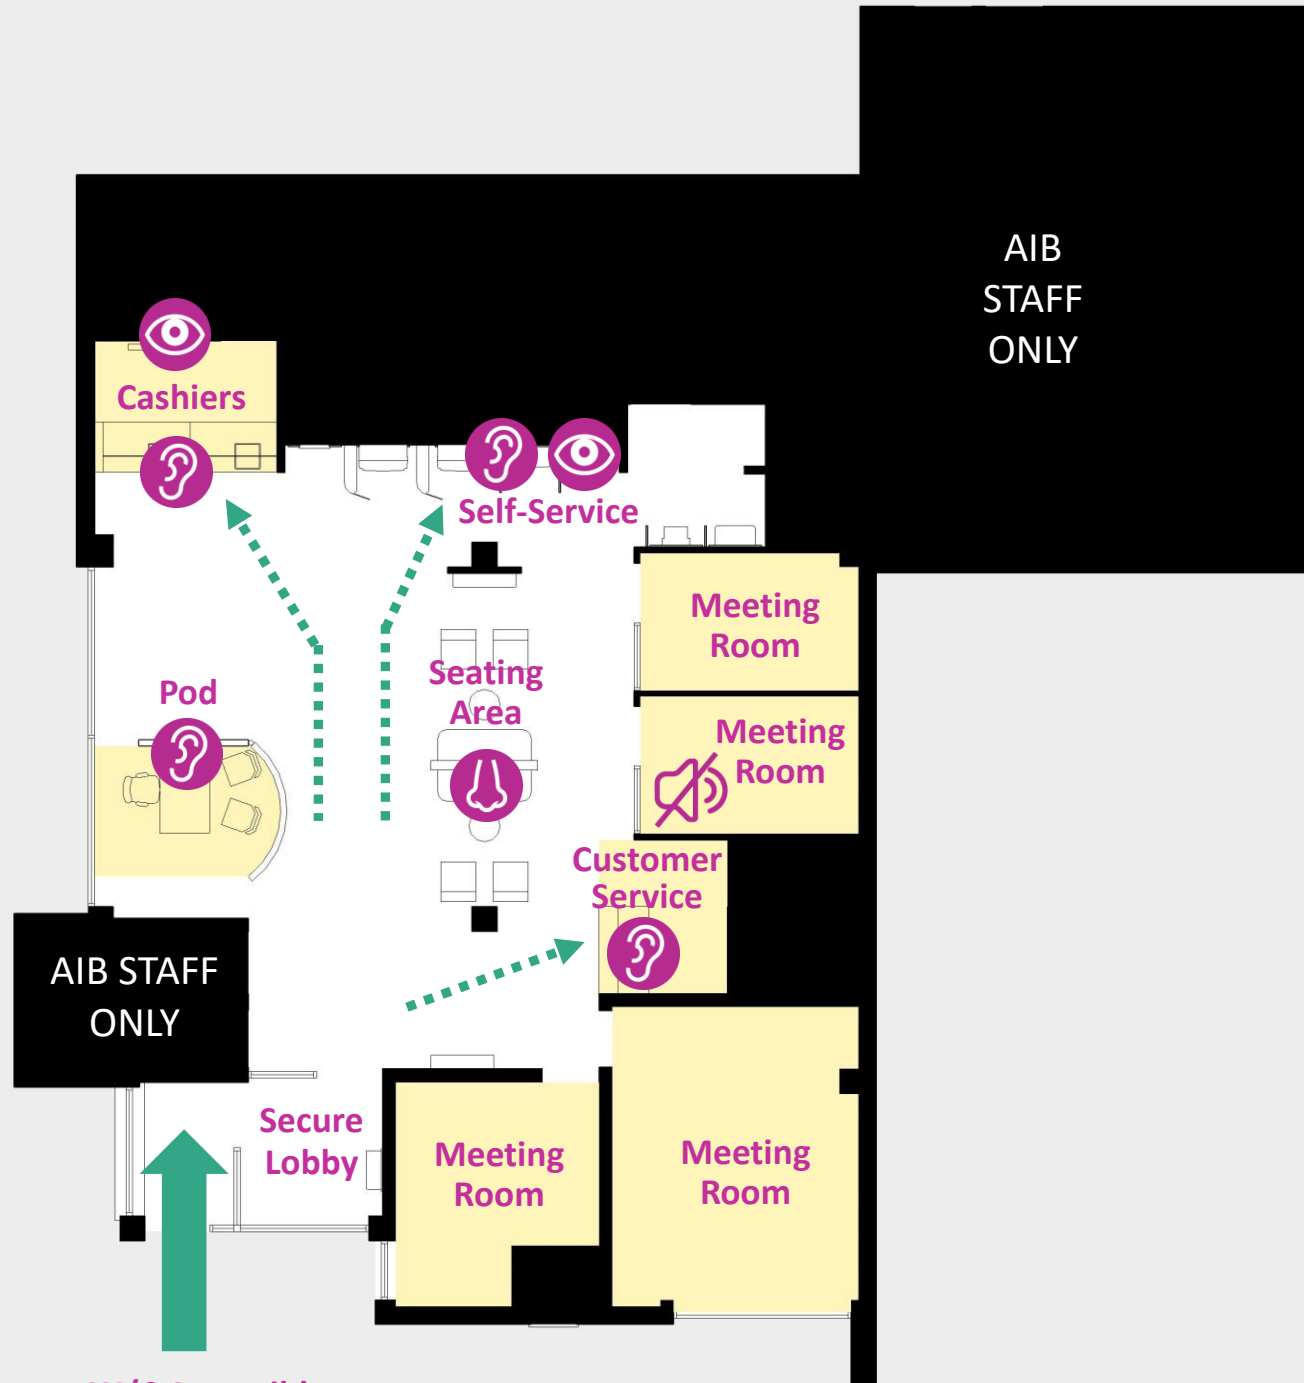 AIB
STAFF
ONLY
Cashiers
Self-Service
Meeting
Room
Seating
Area
Pod
Meeting
Room
Customer
Service
AIB STAFF
ONLY
Secure
Lobby
Meeting
Room
Meeting
Room